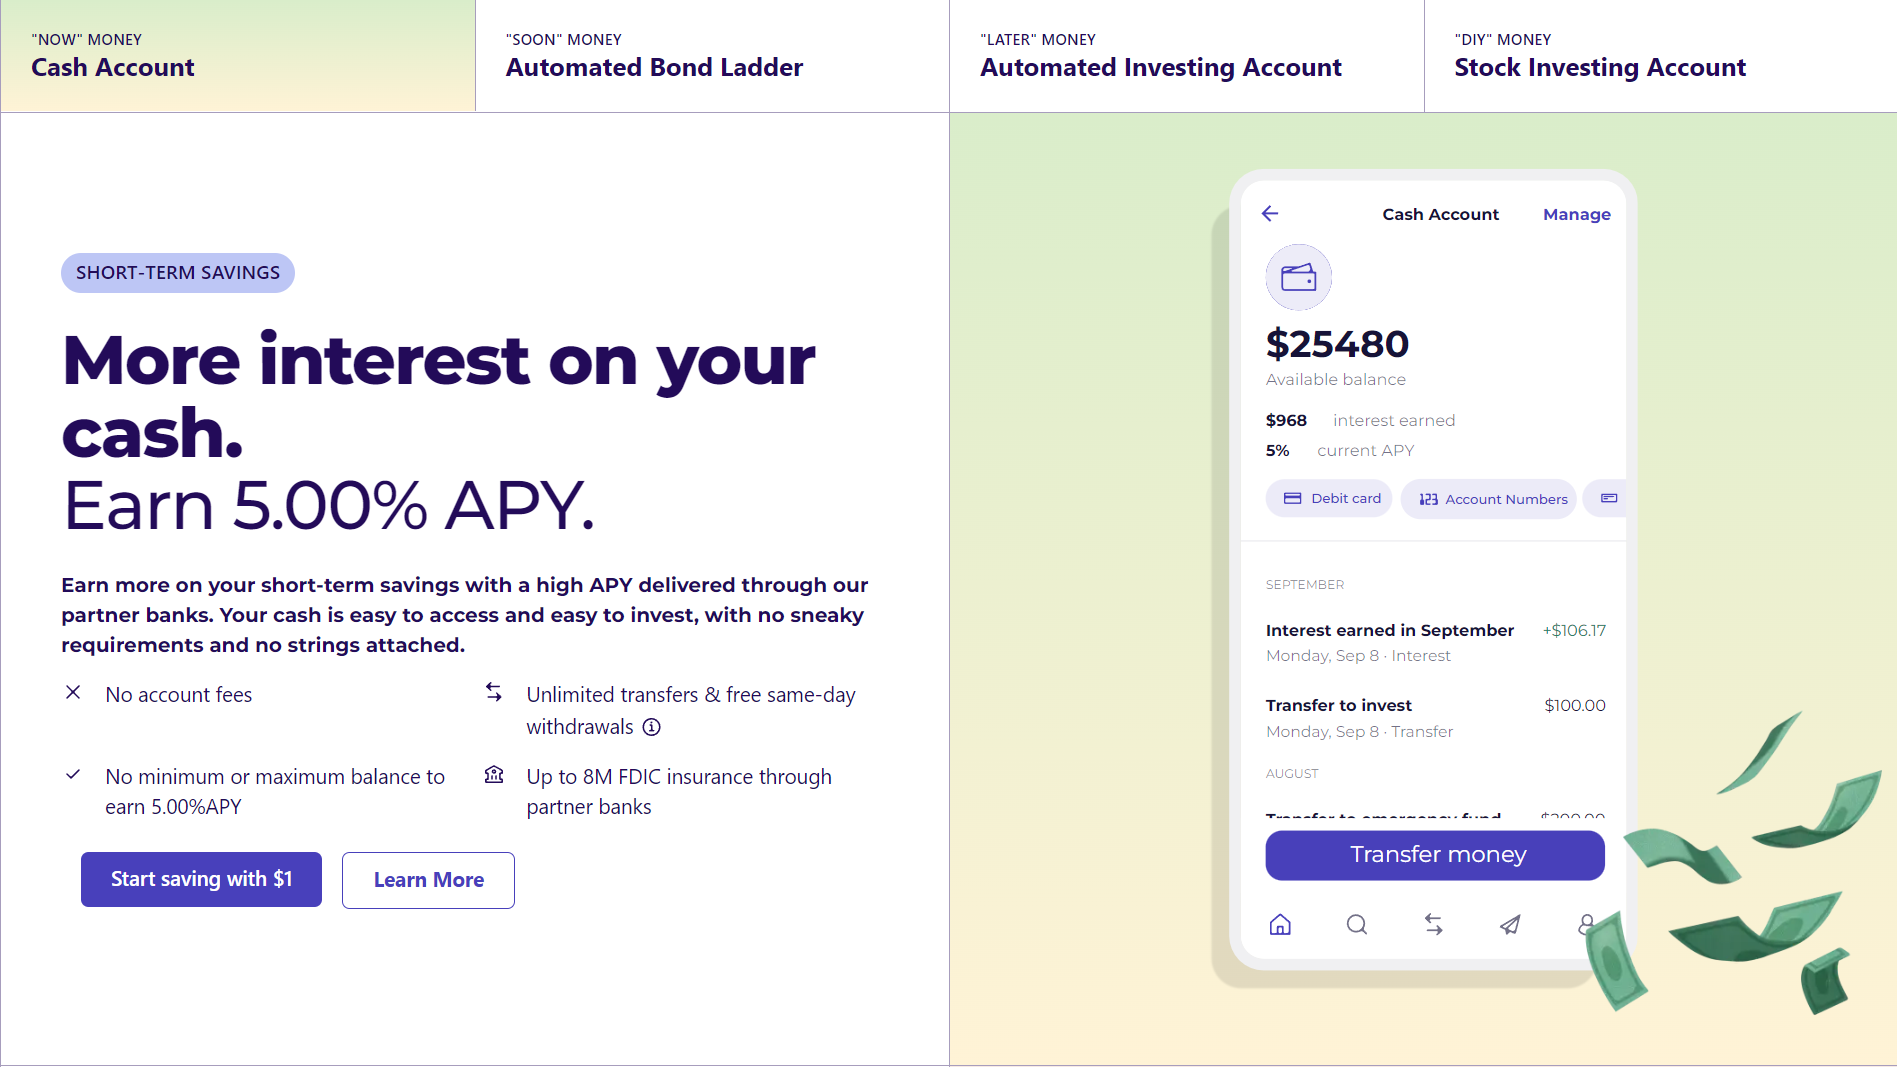 "NOW" MONEY
Cash Account
"SOON" MONEY
Automated Bond Ladder
"LATER" MONEY
Automated Investing Account
"DIY" MONEY
Stock Investing Account
SHORT-TERM SAVINGS
More interest on your
cash.
Earn 5.00% APY.
Earn more on your short-term savings with a high APY delivered through our
partner banks. Your cash is easy to access and easy to invest, with no sneaky
requirements and no strings attached.
No account fees
Unlimited transfers & free same-day
withdrawals
No minimum or maximum balance to
earn 5.00%APY
Up to 8M FDIC insurance through
partner banks
Start saving with $1
Learn More
Cash Account
Manage
$25480
Available balance
$968 interest earned
5% current APY
Debit card
123 Account Numbers
SEPTEMBER
Interest earned in September +$106.17
Monday, Sep 8 · Interest
Transfer to invest $100.00
Monday, Sep 8 · Transfer
AUGUST
Transfer to emergency fund $200.00
Transfer money